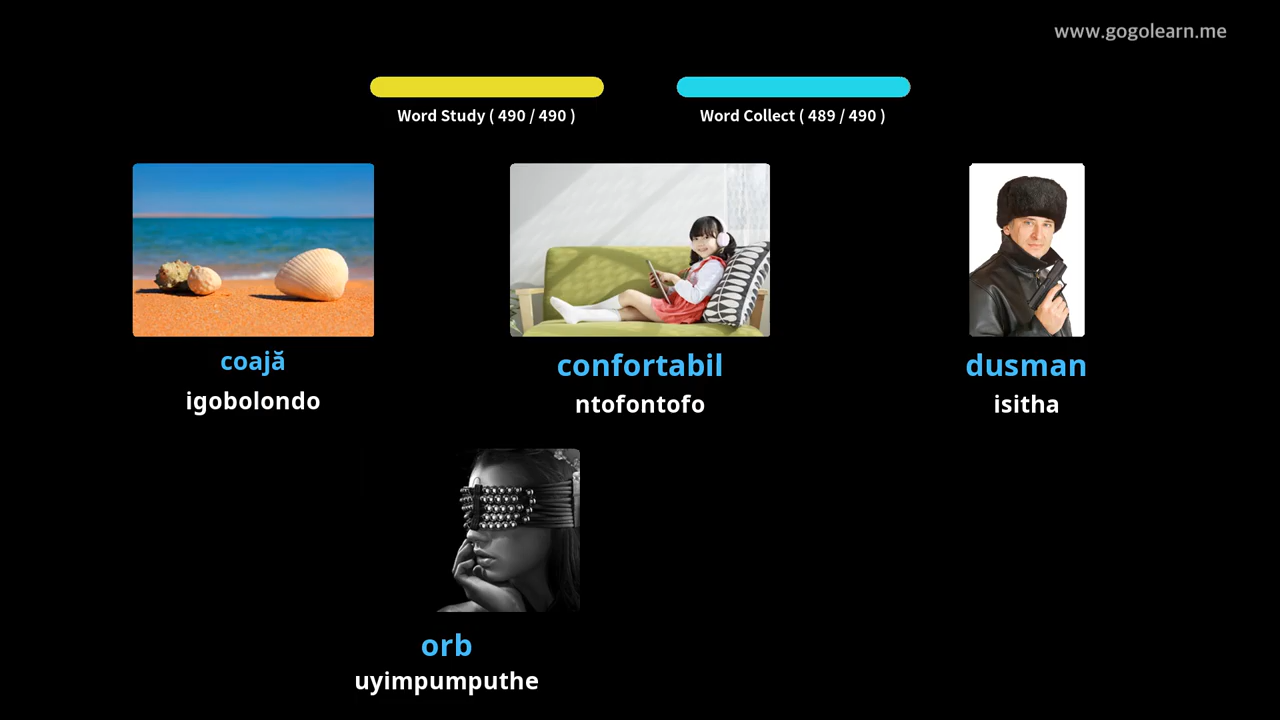 www.gogolearn.me
Word Study ( 490 / 490 )
Word Collect ( 489 / 490 )
coajă
confortabil
dusman
igobolondo
ntofontofo
isitha
orb
uyimpumputhe